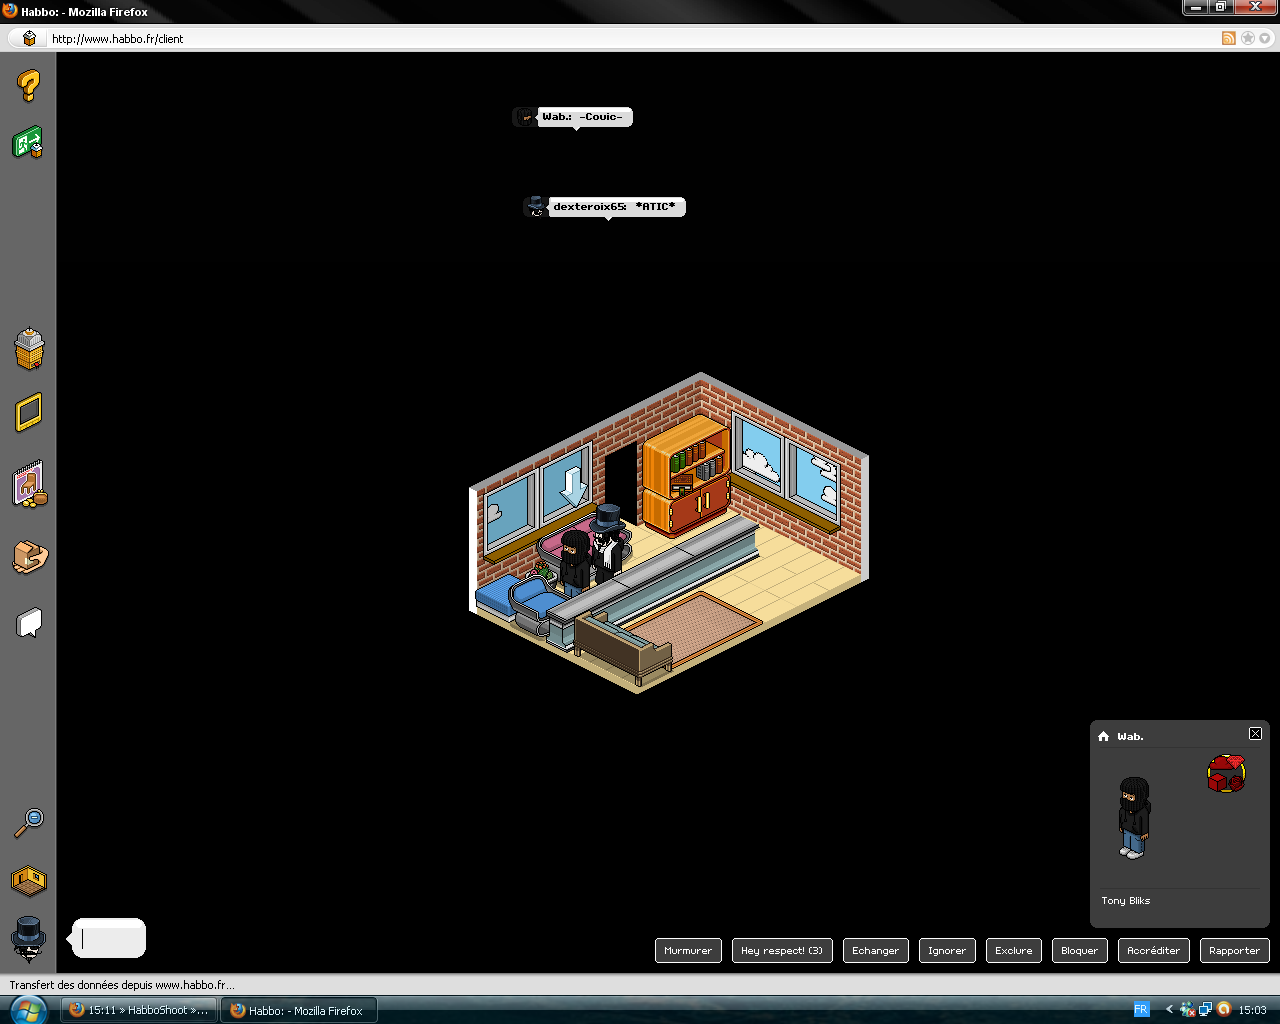 Habbo: - Mozilla Firefox
http://www.habbo.fr/client
Wab.: -Couic-
dexteroix65: *ATIC*
Wab.
Tony Bliks
Murmurer
Hey respect! (3)
Echanger
Ignorer
Exclure
Bloquer
Accréditer
Rapporter
Transfert des données depuis www.habbo.fr...
15:11 » HabboShoot »...
Habbo: - Mozilla Firefox
FR
15:03